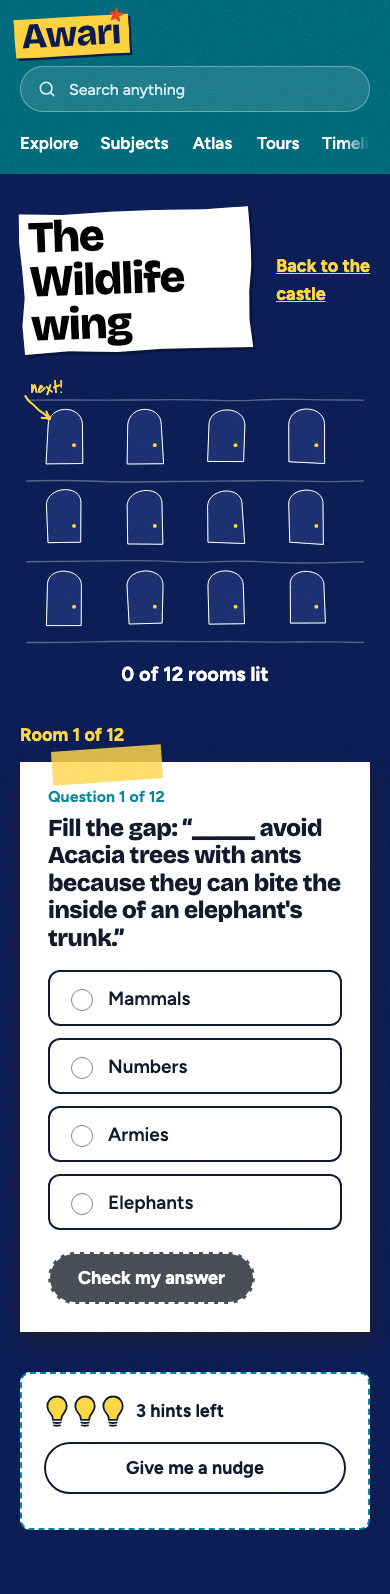 Awari
Search anything
Explore Subjects Atlas Tours Timeli
The
Wildlife
wing
Back to the
castle
next!
0 of 12 rooms lit
Room 1 of 12
Question 1 of 12
Fill the gap: “______ avoid
Acacia trees with ants
because they can bite the
inside of an elephant's
trunk.”
Mammals
Numbers
Armies
Elephants
Check my answer
3 hints left
Give me a nudge